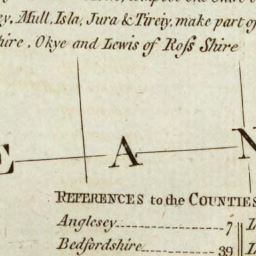 y, Mull, Isla, Jura & Tireiy, make part of
hire. Okye and Lewis of Ross Shire
E A N
REFERENCES to the COUNTIES
Anglesey 7
Bedfordshire 39